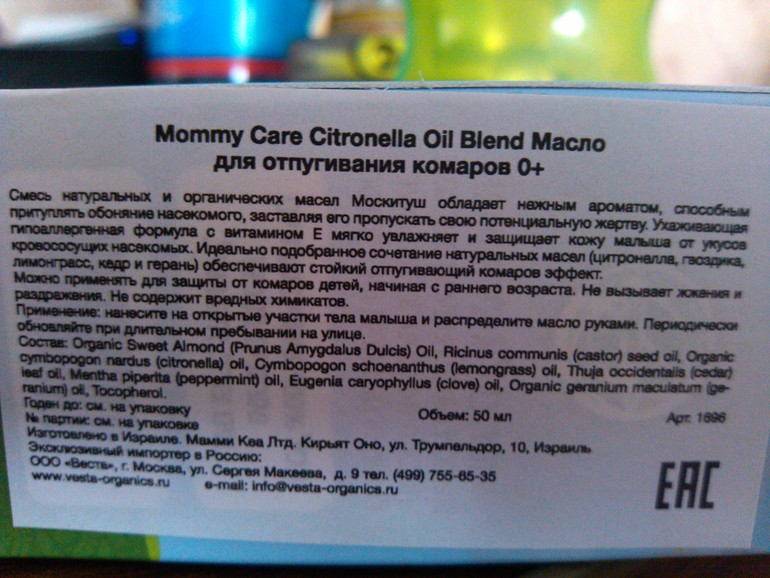 Mommy Care Citronella Oil Blend Масло
для отпугивания комаров 0+
Смесь натуральных и органических масел Москитуш обладает нежным ароматом, способным
притуплять обоняние насекомого, заставляя его пропускать свою потенциальную жертву. Ухаживающая
гипоаллергенная формула с витамином Е мягко увлажняет и защищает кожу малыша от укусов
кровососущих насекомых. Идеально подобранное сочетание натуральных масел (цитронелла, гвоздика,
лимонграсс, кедр и герань) обеспечивают стойкий отпугивающий комаров эффект.
Можно применять для защиты от комаров детей, начиная с раннего возраста. Не вызывает жжения и
раздражения. Не содержит вредных химикатов.
Применение: нанесите на открытые участки тела малыша и распределите масло руками. Периодически
обновляйте при длительном пребывании на улице.
Состав: Organic Sweet Almond (Prunus Amygdalus Dulcis) Oil, Ricinus communis (castor) seed oil, Organic
cymbopogon nardus (citronella) oil, Cymbopogon schoenanthus (lemongrass) oil, Thuja occidentalis (cedar)
leaf oil, Mentha piperita (peppermint) oil, Eugenia caryophyllus (clove) oil, Organic geranium maculatum (ge-
ranium) oil, Tocopherol.
Годен до: см. на упаковку
№ партии: см. на упаковке Объем: 50 мл Арт. 1696
Изготовлено в Израиле. Мамми Кеа Лтд. Кирьят Оно, ул. Трумпельдор, 10, Израиль
Эксклюзивный импортер в Россию:
ООО «Веста», г. Москва, ул. Сергея Макеева, д. 9 тел. (499) 755-65-35
www.vesta-organics.ru e-mail: info@vesta-organics.ru
EAC